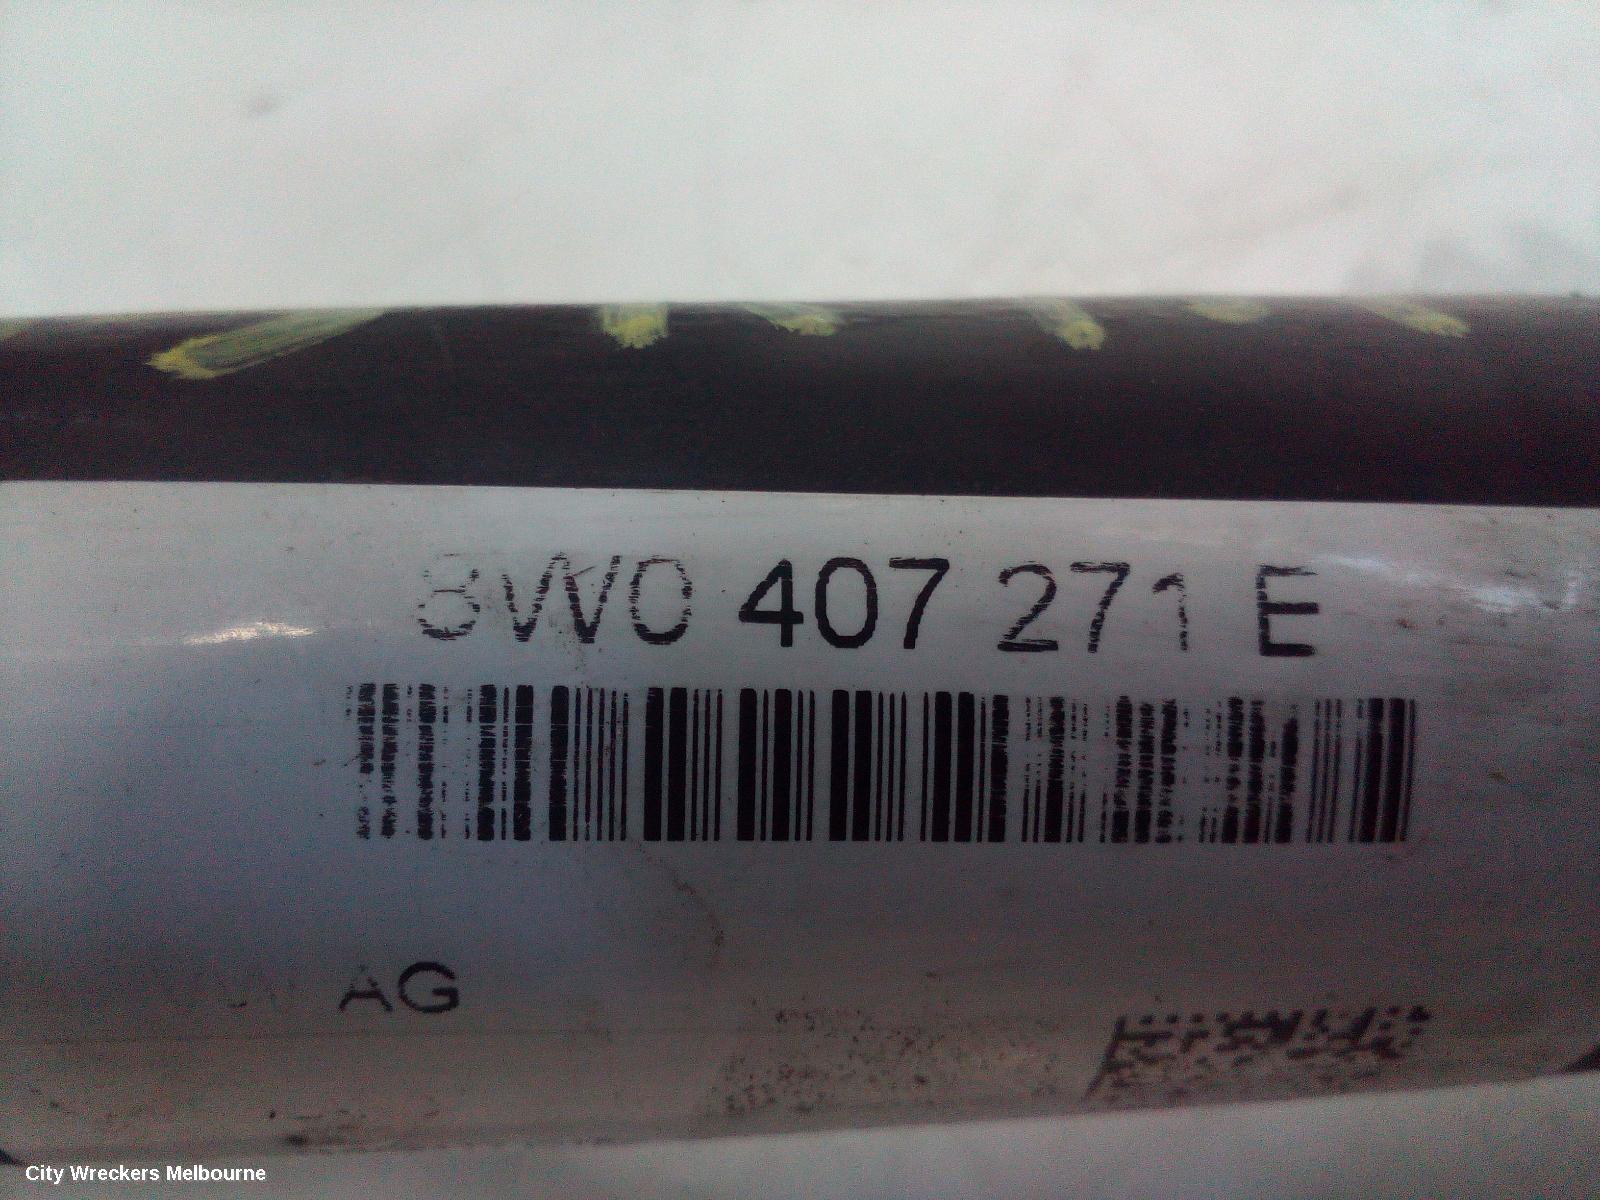 8W0 407 271 E
AG
City Wreckers Melbourne